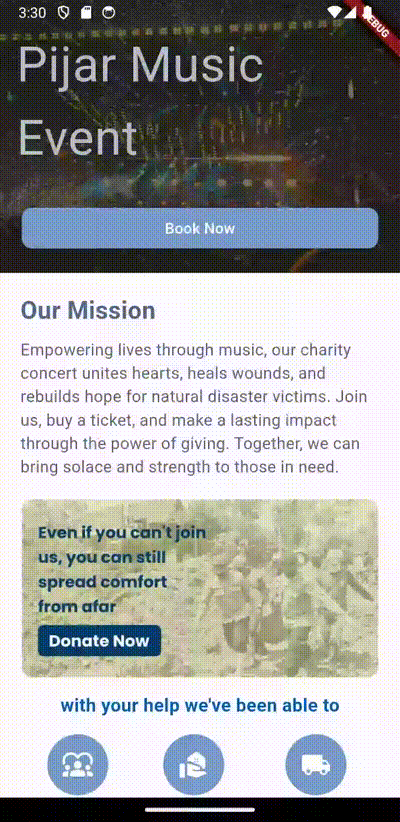 3:30
DEBUG
Pijar Music
Event
Book Now
Our Mission
Empowering lives through music, our charity
concert unites hearts, heals wounds, and
rebuilds hope for natural disaster victims. Join
us, buy a ticket, and make a lasting impact
through the power of giving. Together, we can
bring solace and strength to those in need.
Even if you can't join
us, you can still
spread comfort
from afar
Donate Now
with your help we've been able to